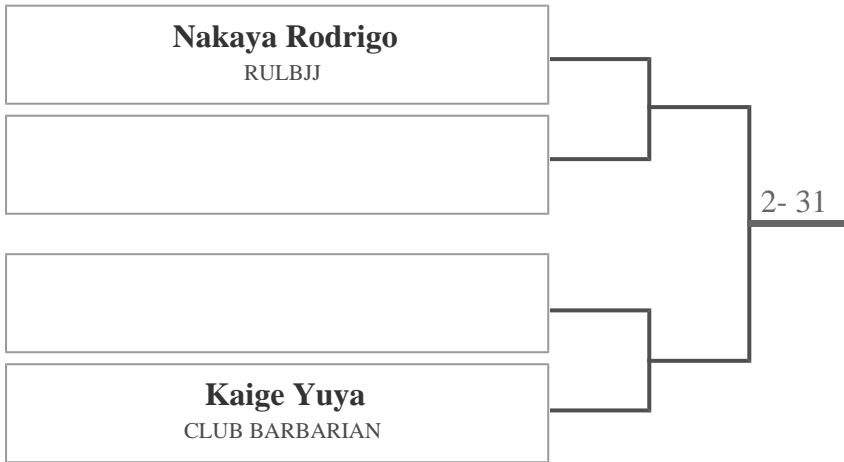 Nakaya Rodrigo
RULBJJ
2- 31
Kaige Yuya
CLUB BARBARIAN